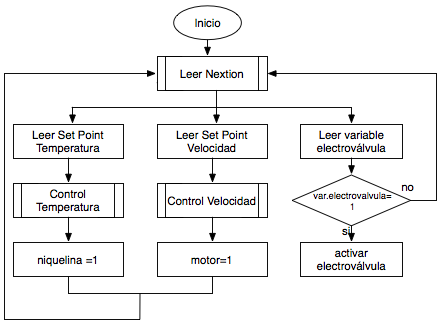 Inicio
Leer Nextion
Leer Set Point
Temperatura
Leer Set Point
Velocidad
Leer variable
electroválvula
Control
Temperatura
Control Velocidad
var.electrovalvula=
1
no
si
niquelina =1
motor=1
activar
electroválvula